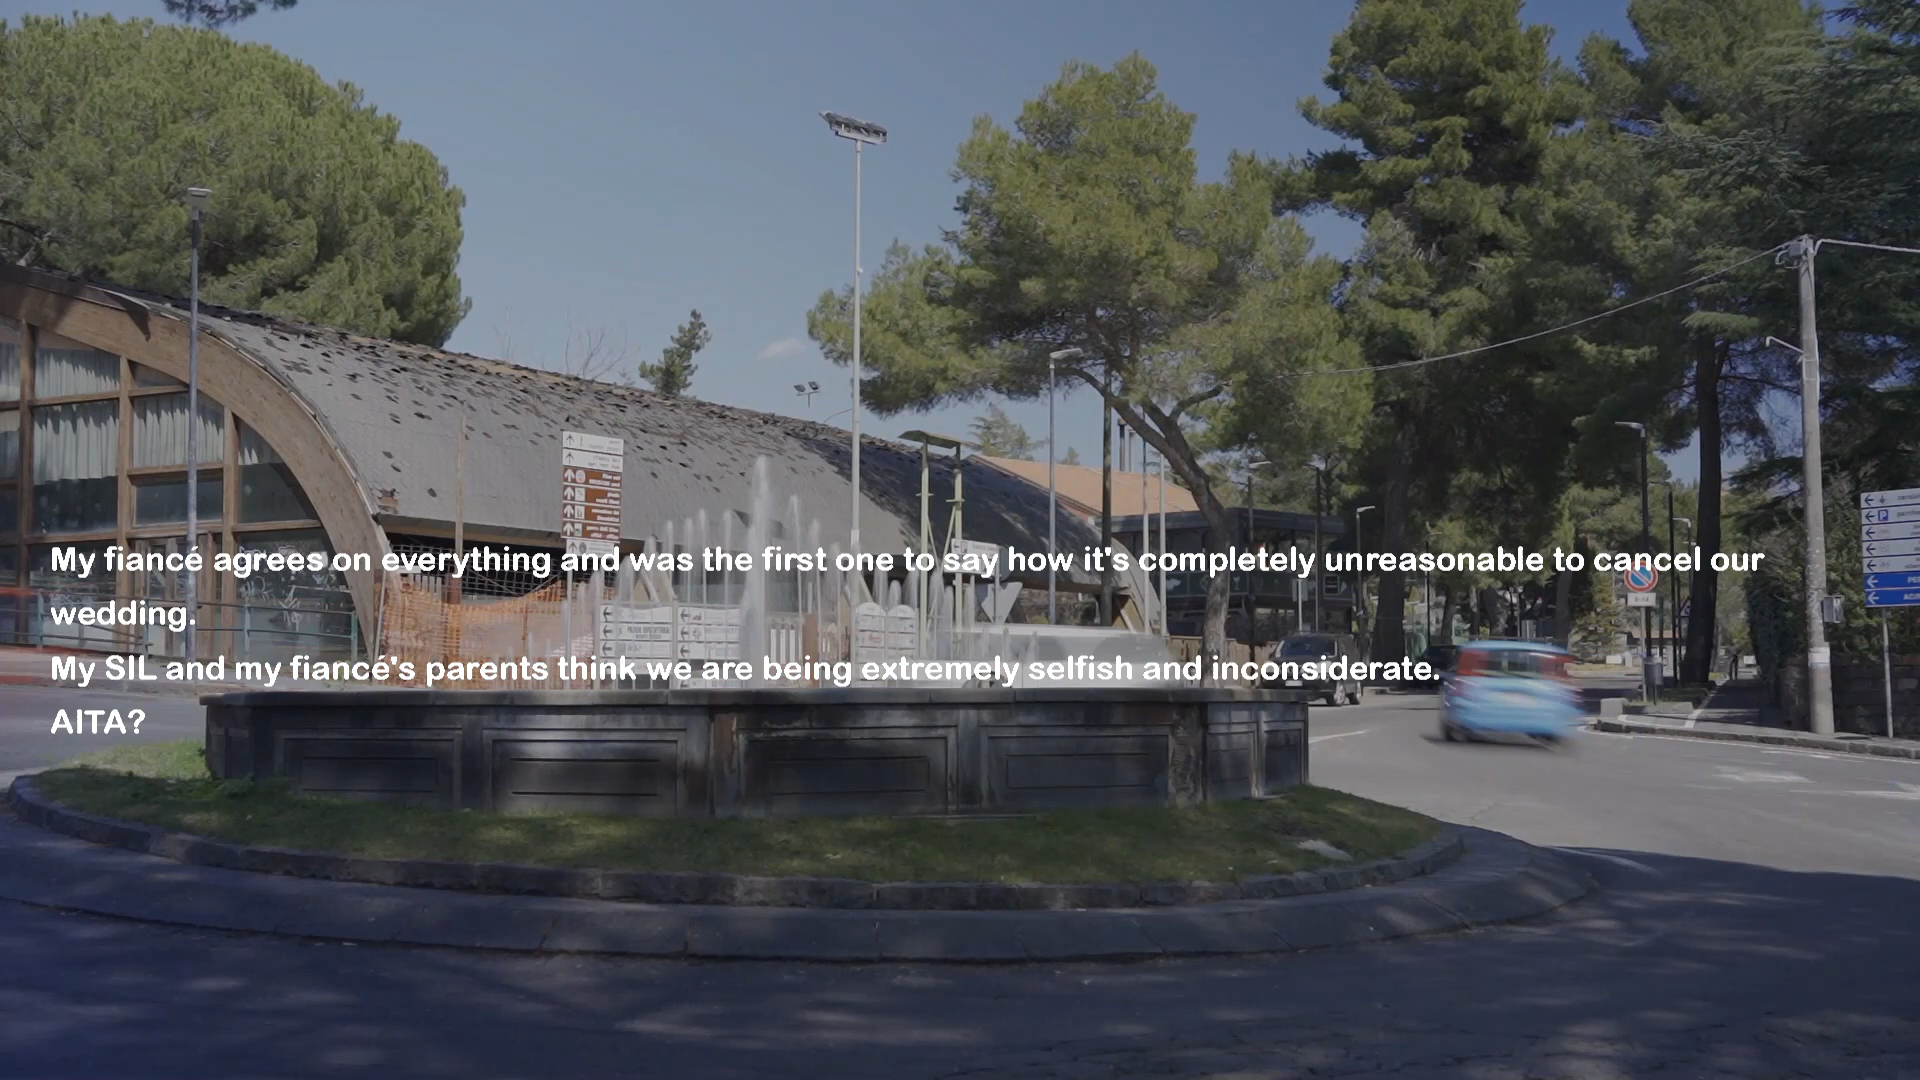 My fiancé agrees on everything and was the first one to say how it's completely unreasonable to cancel our
wedding.
My SIL and my fiancé's parents think we are being extremely selfish and inconsiderate.
AITA?